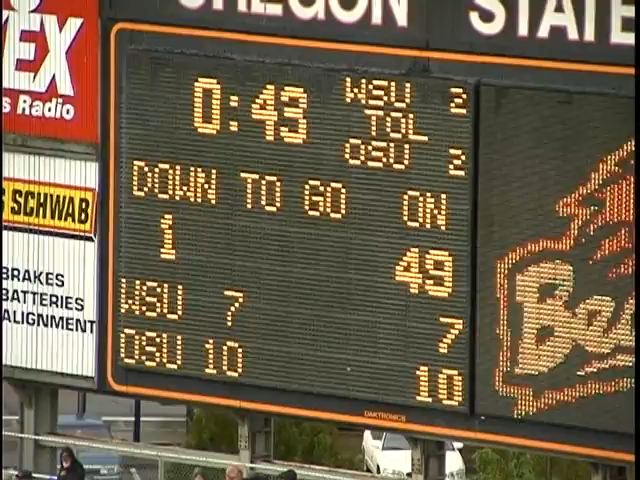 OREGON STATE
EX
s Radio
0:43 WSU 2
TOL
OSU 2
DOWN TO GO ON
1 49
WSU 7 7
OSU 10 10
SCHWAB
BRAKES
BATTERIES
ALIGNMENT
DAKTRONICS